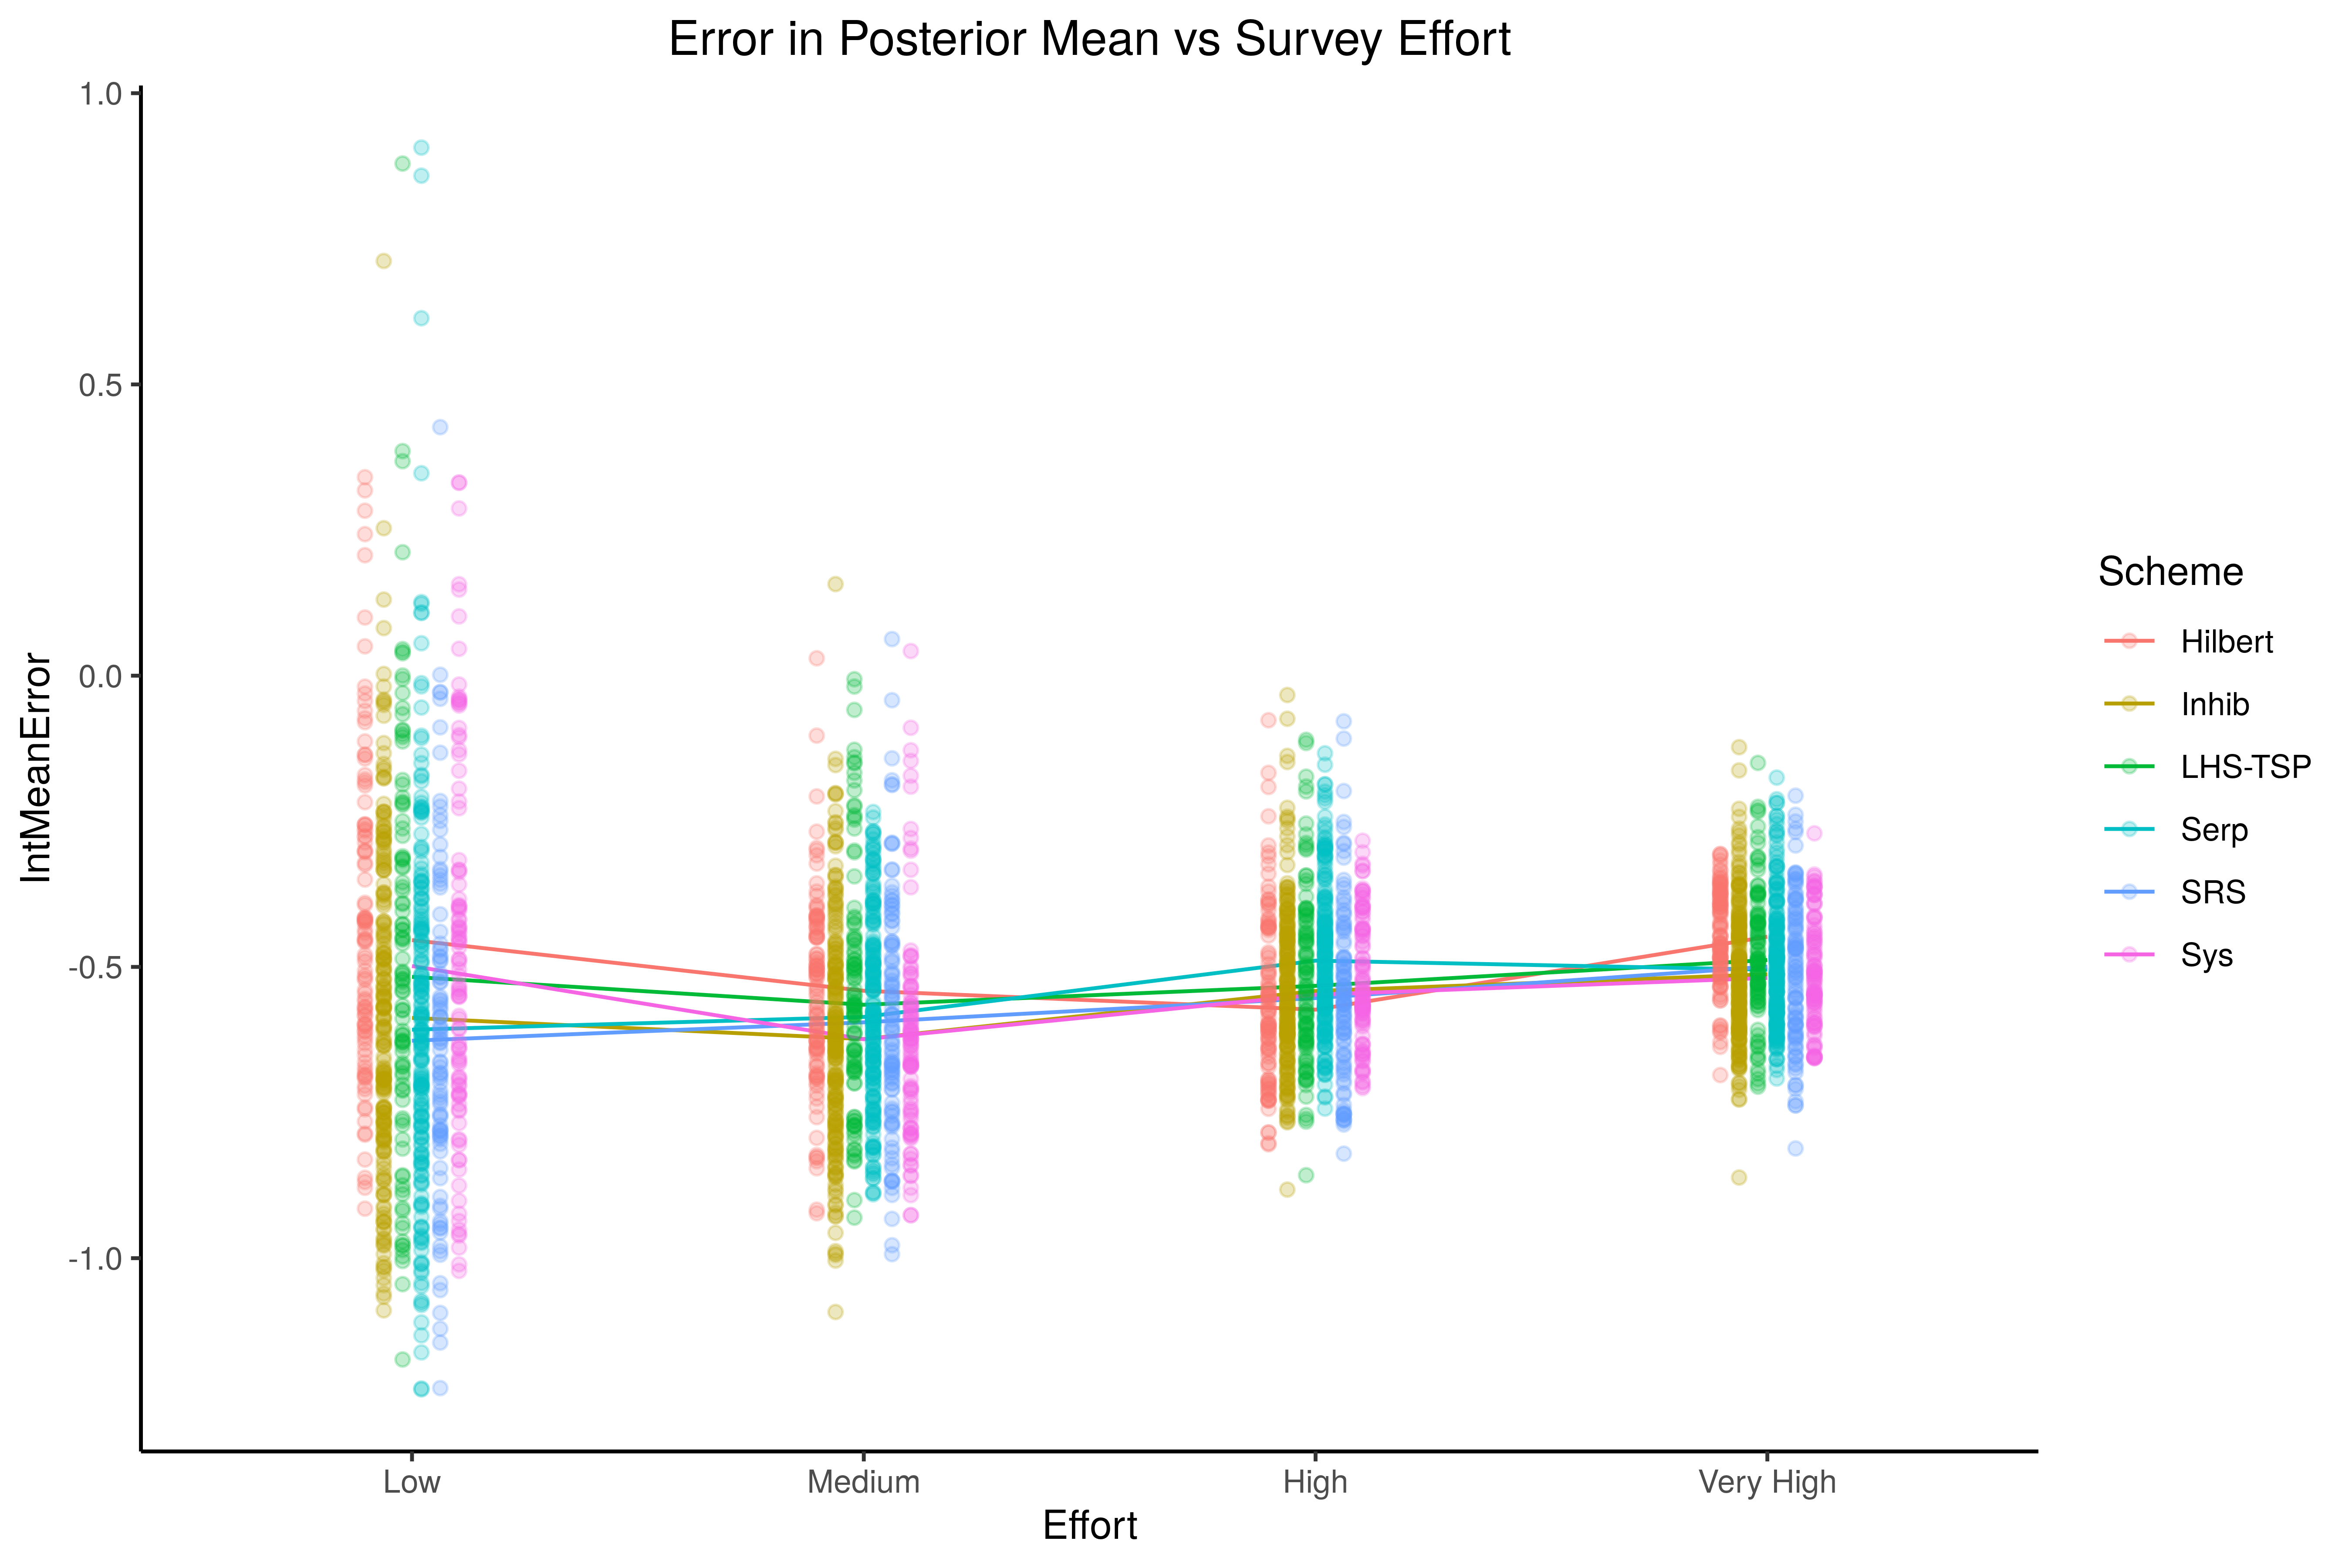 Error in Posterior Mean vs Survey Effort
IntMeanError
1.0
0.5
0.0
-0.5
-1.0
Low
Medium
High
Very High
Effort
Scheme
Hilbert
Inhib
LHS-TSP
Serp
SRS
Sys